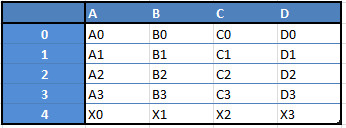 A B C D
0 A0 B0 C0 D0
1 A1 B1 C1 D1
2 A2 B2 C2 D2
3 A3 B3 C3 D3
4 X0 X1 X2 X3